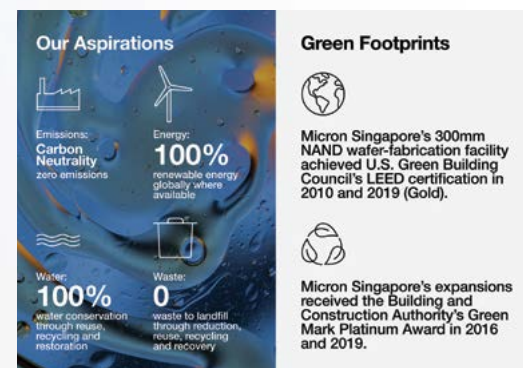 Our Aspirations
Emissions:
Carbon
Neutrality
zero emissions
Energy:
100%
renewable energy
globally where
available
Water:
100%
water conservation
through reuse,
recycling and
restoration
Waste:
0
waste to landfill
through reduction,
reuse, recycling
and recovery
Green Footprints
Micron Singapore's 300mm
NAND wafer-fabrication facility
achieved U.S. Green Building
Council's LEED certification in
2010 and 2019 (Gold).
Micron Singapore's expansions
received the Building and
Construction Authority's Green
Mark Platinum Award in 2016
and 2019.